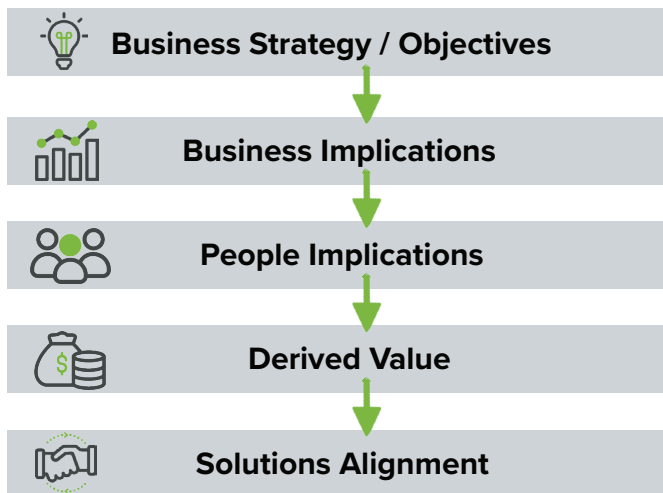 Business Strategy / Objectives
Business Implications
People Implications
$
Derived Value
Solutions Alignment